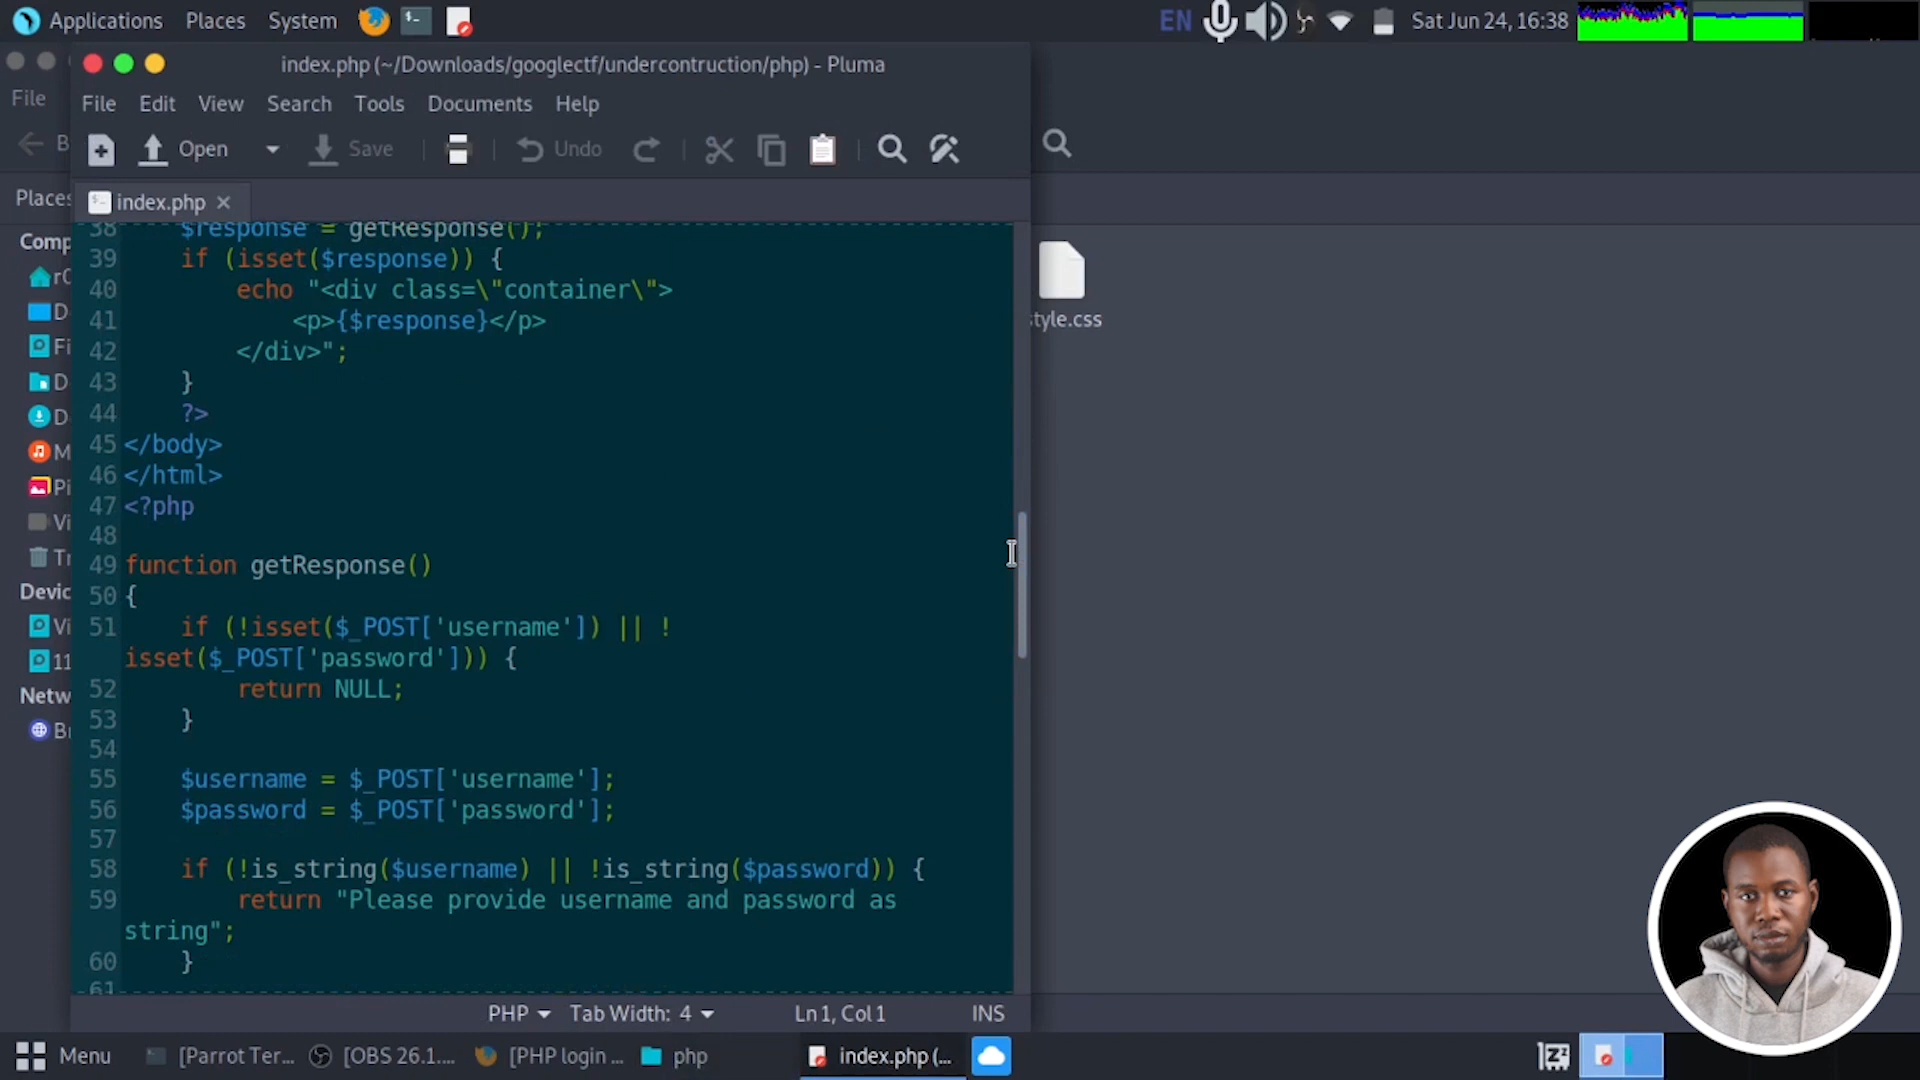 Applications Places System
EN
Sat Jun 24, 16:38
index.php (~/Downloads/googlectf/undercontruction/php) - Pluma
File
File Edit View Search Tools Documents Help
B
Open Save Undo
Places
index.php
Comp
D
Fi
D
D
M
Pi
Vi
Tr
Devic
Vi
11
Netw
style.css
38 $response = getResponse();
39 if (isset($response)) {
40 echo "<div class=\"container\">
41 <p>{$response}</p>
42 </div>";
43 }
44 ?>
45 </body>
46 </html>
47 <?php
48
49 function getResponse()
50 {
51 if (!isset($_POST['username']) || !
isset($_POST['password'])) {
52 return NULL;
53 }
54
55 $username = $_POST['username'];
56 $password = $_POST['password'];
57
58 if (!is_string($username) || !is_string($password)) {
59 return "Please provide username and password as
string";
60 }
61
PHP Tab Width: 4 Ln 1, Col 1 INS
Menu [Parrot Ter... [OBS 26.1.... [PHP login ... php index.php (...